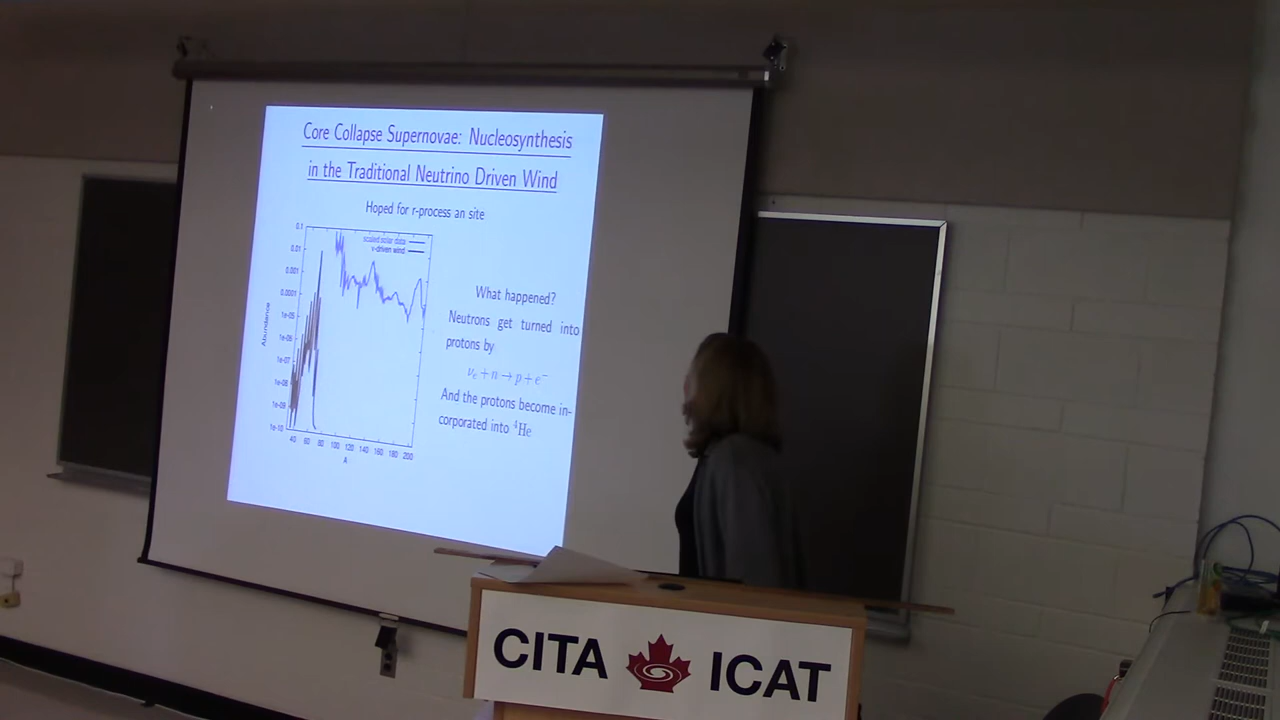 Core Collapse Supernovae: Nucleosynthesis
in the Traditional Neutrino Driven Wind
Hoped for r-process an site
0.1
0.01
0.001
0.0001
1e-05
1e-06
1e-07
1e-08
1e-09
1e-10
Abundance
scaled solar data
ν-driven wind
40 60 80 100 120 140 160 180 200
A
What happened?
Neutrons get turned into
protons by
νe + n → p + e−
And the protons become in-
corporated into 4He
CITA ICAT